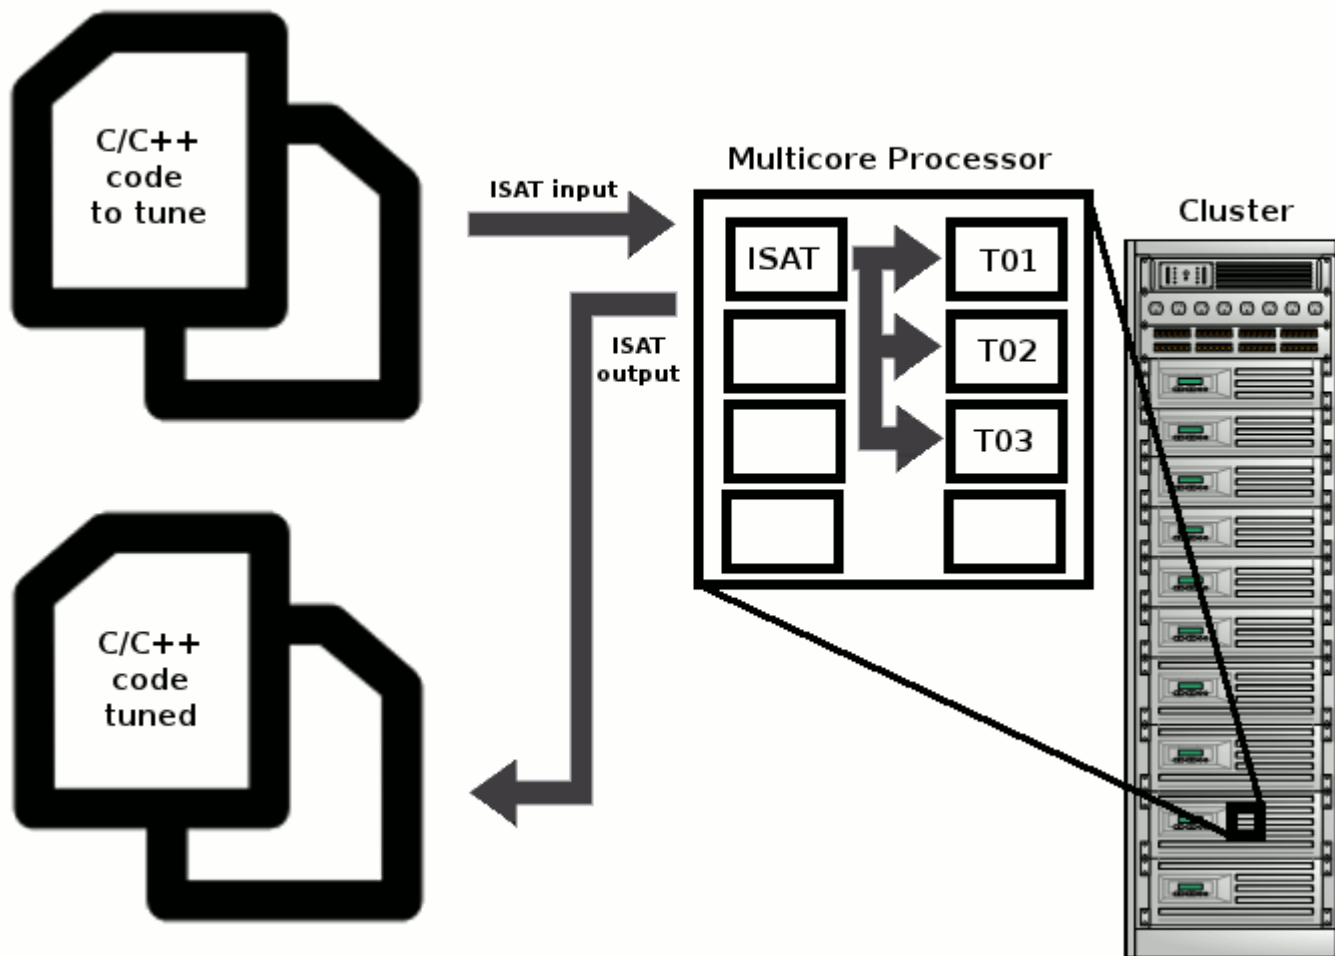 C/C++
code
to tune
ISAT input
Multicore Processor
Cluster
ISAT
T01
T02
T03
ISAT
output
C/C++
code
tuned